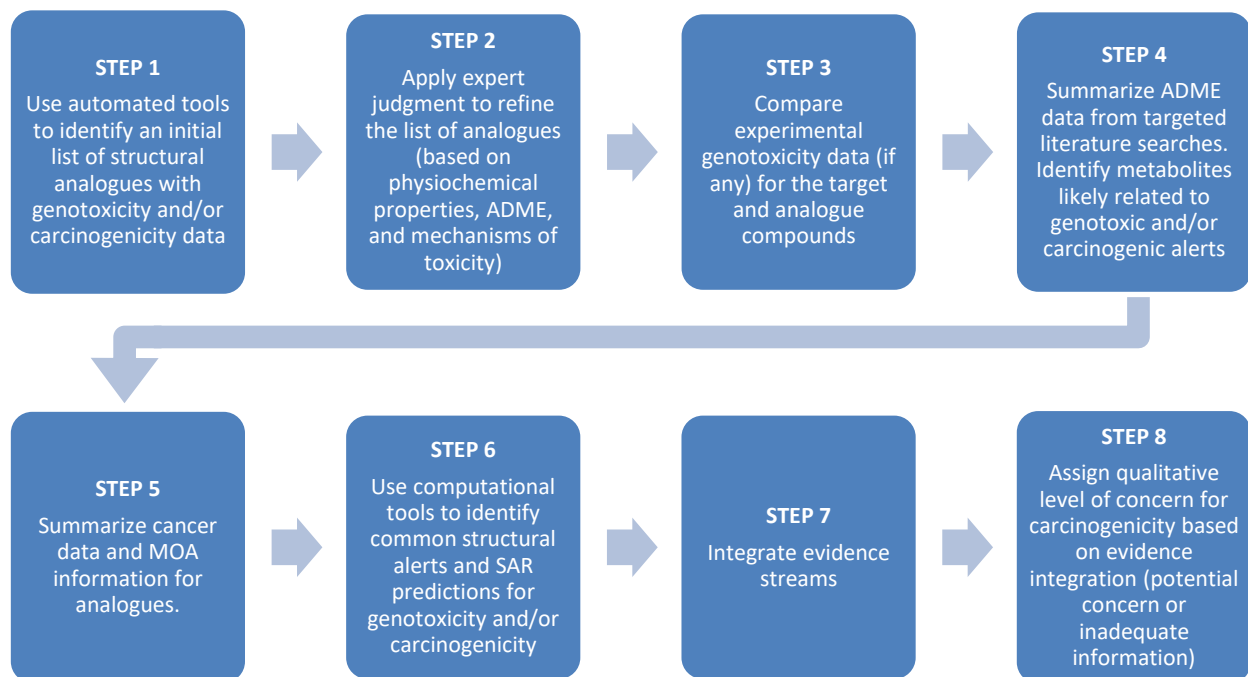 STEP 1
Use automated tools
to identify an initial
list of structural
analogues with
genotoxicity and/or
carcinogenicity data
STEP 2
Apply expert
judgment to refine
the list of analogues
(based on
physiochemical
properties, ADME,
and mechanisms of
toxicity)
STEP 3
Compare
experimental
genotoxicity data (if
any) for the target
and analogue
compounds
STEP 4
Summarize ADME
data from targeted
literature searches.
Identify metabolites
likely related to
genotoxic and/or
carcinogenic alerts
STEP 5
Summarize cancer
data and MOA
information for
analogues.
STEP 6
Use computational
tools to identify
common structural
alerts and SAR
predictions for
genotoxicity and/or
carcinogenicity
STEP 7
Integrate evidence
streams
STEP 8
Assign qualitative
level of concern for
carcinogenicity based
on evidence
integration (potential
concern or
inadequate
information)